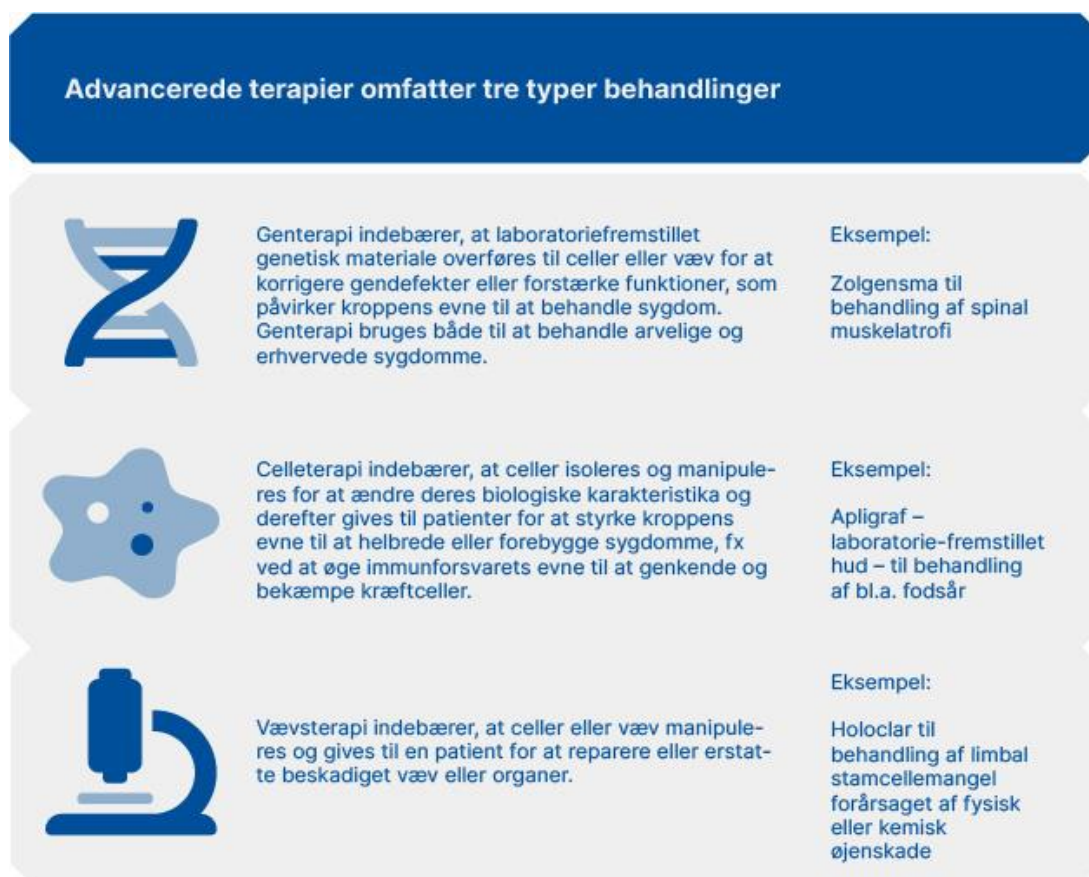 Advancerede terapier omfatter tre typer behandlinger
Genterapi indebærer, at laboratoriefremstillet
genetisk materiale overføres til celler eller væv for at
korrigere gendefekter eller forstærke funktioner, som
påvirker kroppens evne til at behandle sygdom.
Genterapi bruges både til at behandle arvelige og
erhvervede sygdomme.
Eksempel:
Zolgensma til
behandling af spinal
muskelatrofi
Celleterapi indebærer, at celler isoleres og manipule-
res for at ændre deres biologiske karakteristika og
derefter gives til patienter for at styrke kroppens
evne til at helbrede eller forebygge sygdomme, fx
ved at øge immunforsvarets evne til at genkende og
bekæmpe kræftceller.
Eksempel:
Apligraf –
laboratorie-fremstillet
hud – til behandling
af bl.a. fodsår
Vævsterapi indebærer, at celler eller væv manipule-
res og gives til en patient for at reparere eller erstat-
te beskadiget væv eller organer.
Eksempel:
Holoclar til
behandling af limbal
stamcellemangel
forårsaget af fysisk
eller kemisk
øjenskade